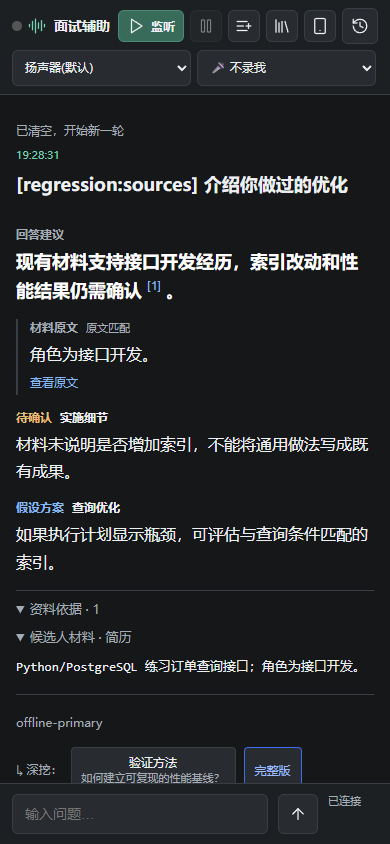 面试辅助
监听
扬声器(默认)
不录我
已清空，开始新一轮
19:28:31
[regression:sources] 介绍你做过的优化
回答建议
现有材料支持接口开发经历，索引改动和性
能结果仍需确认 [1] 。
材料原文 原文匹配
角色为接口开发。
查看原文
待确认 实施细节
材料未说明是否增加索引，不能将通用做法写成既
有成果。
假设方案 查询优化
如果执行计划显示瓶颈，可评估与查询条件匹配的
索引。
▼ 资料依据 · 1
▼ 候选人材料 · 简历
Python/PostgreSQL 练习订单查询接口；角色为接口开发。
offline-primary
↳ 深挖：
验证方法
如何建立可复现的性能基线?
完整版
输入问题...
已连接